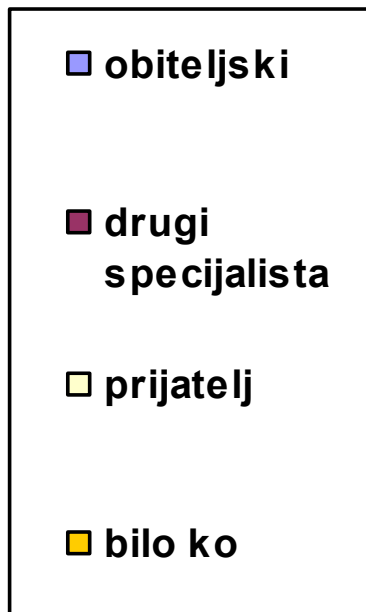 obiteljski
drugi
specijalista
prijatelj
bilo ko